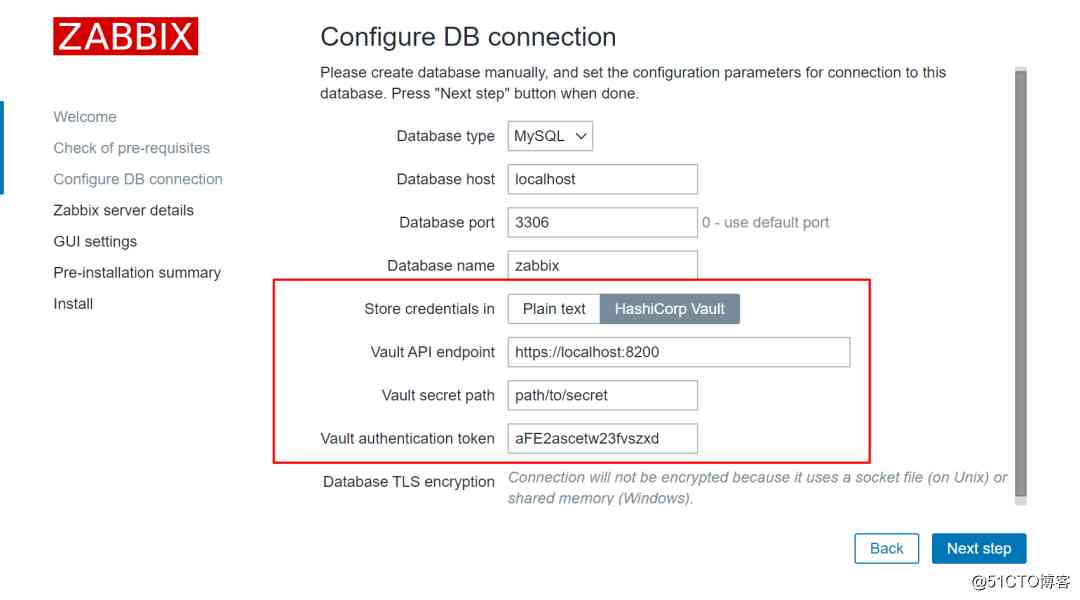 ZABBIX
Welcome
Check of pre-requisites
Configure DB connection
Zabbix server details
GUI settings
Pre-installation summary
Install
Configure DB connection
Please create database manually, and set the configuration parameters for connection to this
database. Press "Next step" button when done.
Database type MySQL
Database host localhost
Database port 3306 0 - use default port
Database name zabbix
Store credentials in Plain text HashiCorp Vault
Vault API endpoint https://localhost:8200
Vault secret path path/to/secret
Vault authentication token aFE2ascetw23fvszxd
Database TLS encryption Connection will not be encrypted because it uses a socket file (on Unix) or
shared memory (Windows).
Back Next step
@51CTO博客